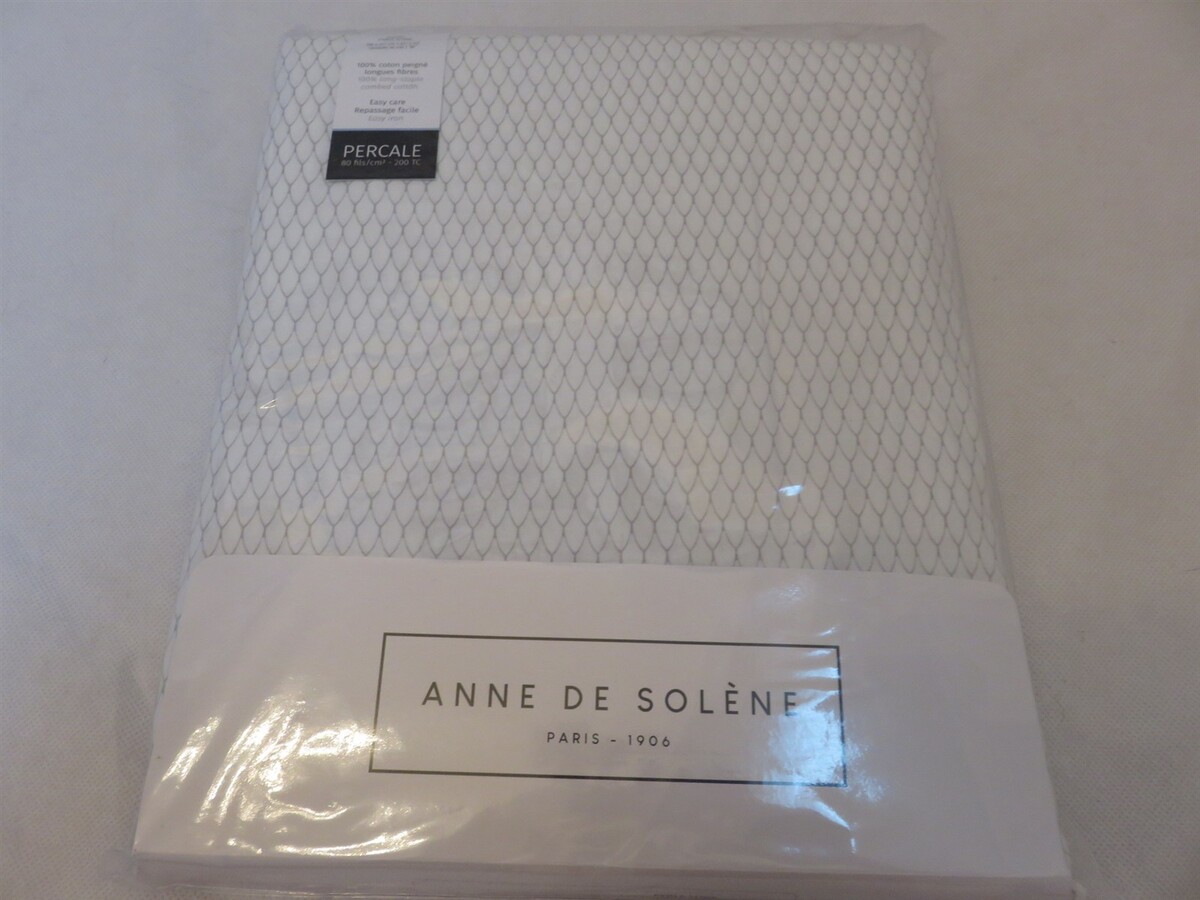 100% coton peigné
longues fibres
100% long staple
combed cotton
Easy care
Repassage facile
Easy iron
PERCALE
80 fils/cm² - 200 TC
ANNE DE SOLÈNE
PARIS - 1906